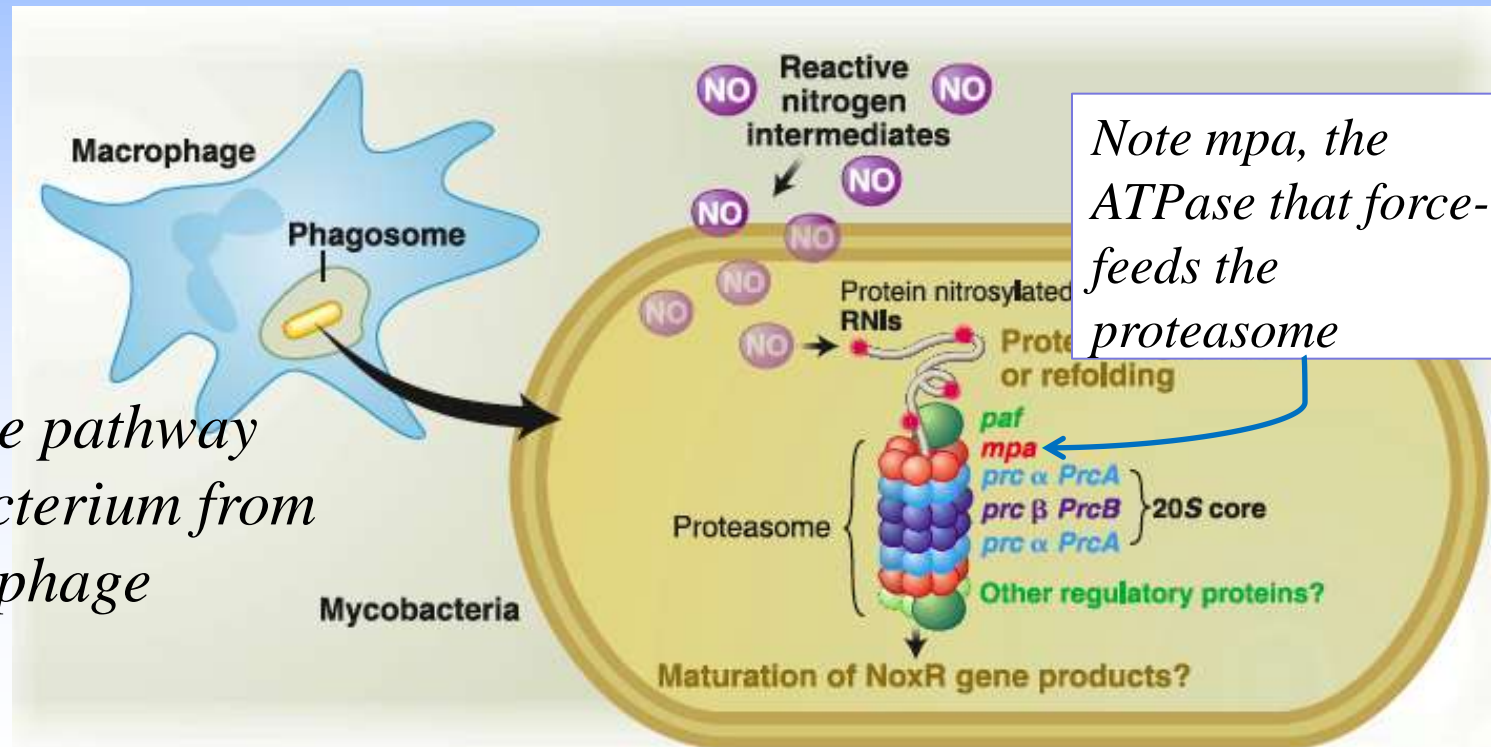 NO
Reactive
nitrogen
intermediates
NO
NO
NO
NO
NO
NO
NO
Macrophage
Phagosome
Note mpa, the
ATPase that force-
feeds the
proteasome
Protein nitrosylated
RNIs
or refolding
pathway
from
paf
mpa
prc α PrcA
prc β PrcB
prc α PrcA
20S core
Proteasome
Other regulatory proteins?
Mycobacteria
Maturation of NoxR gene products?